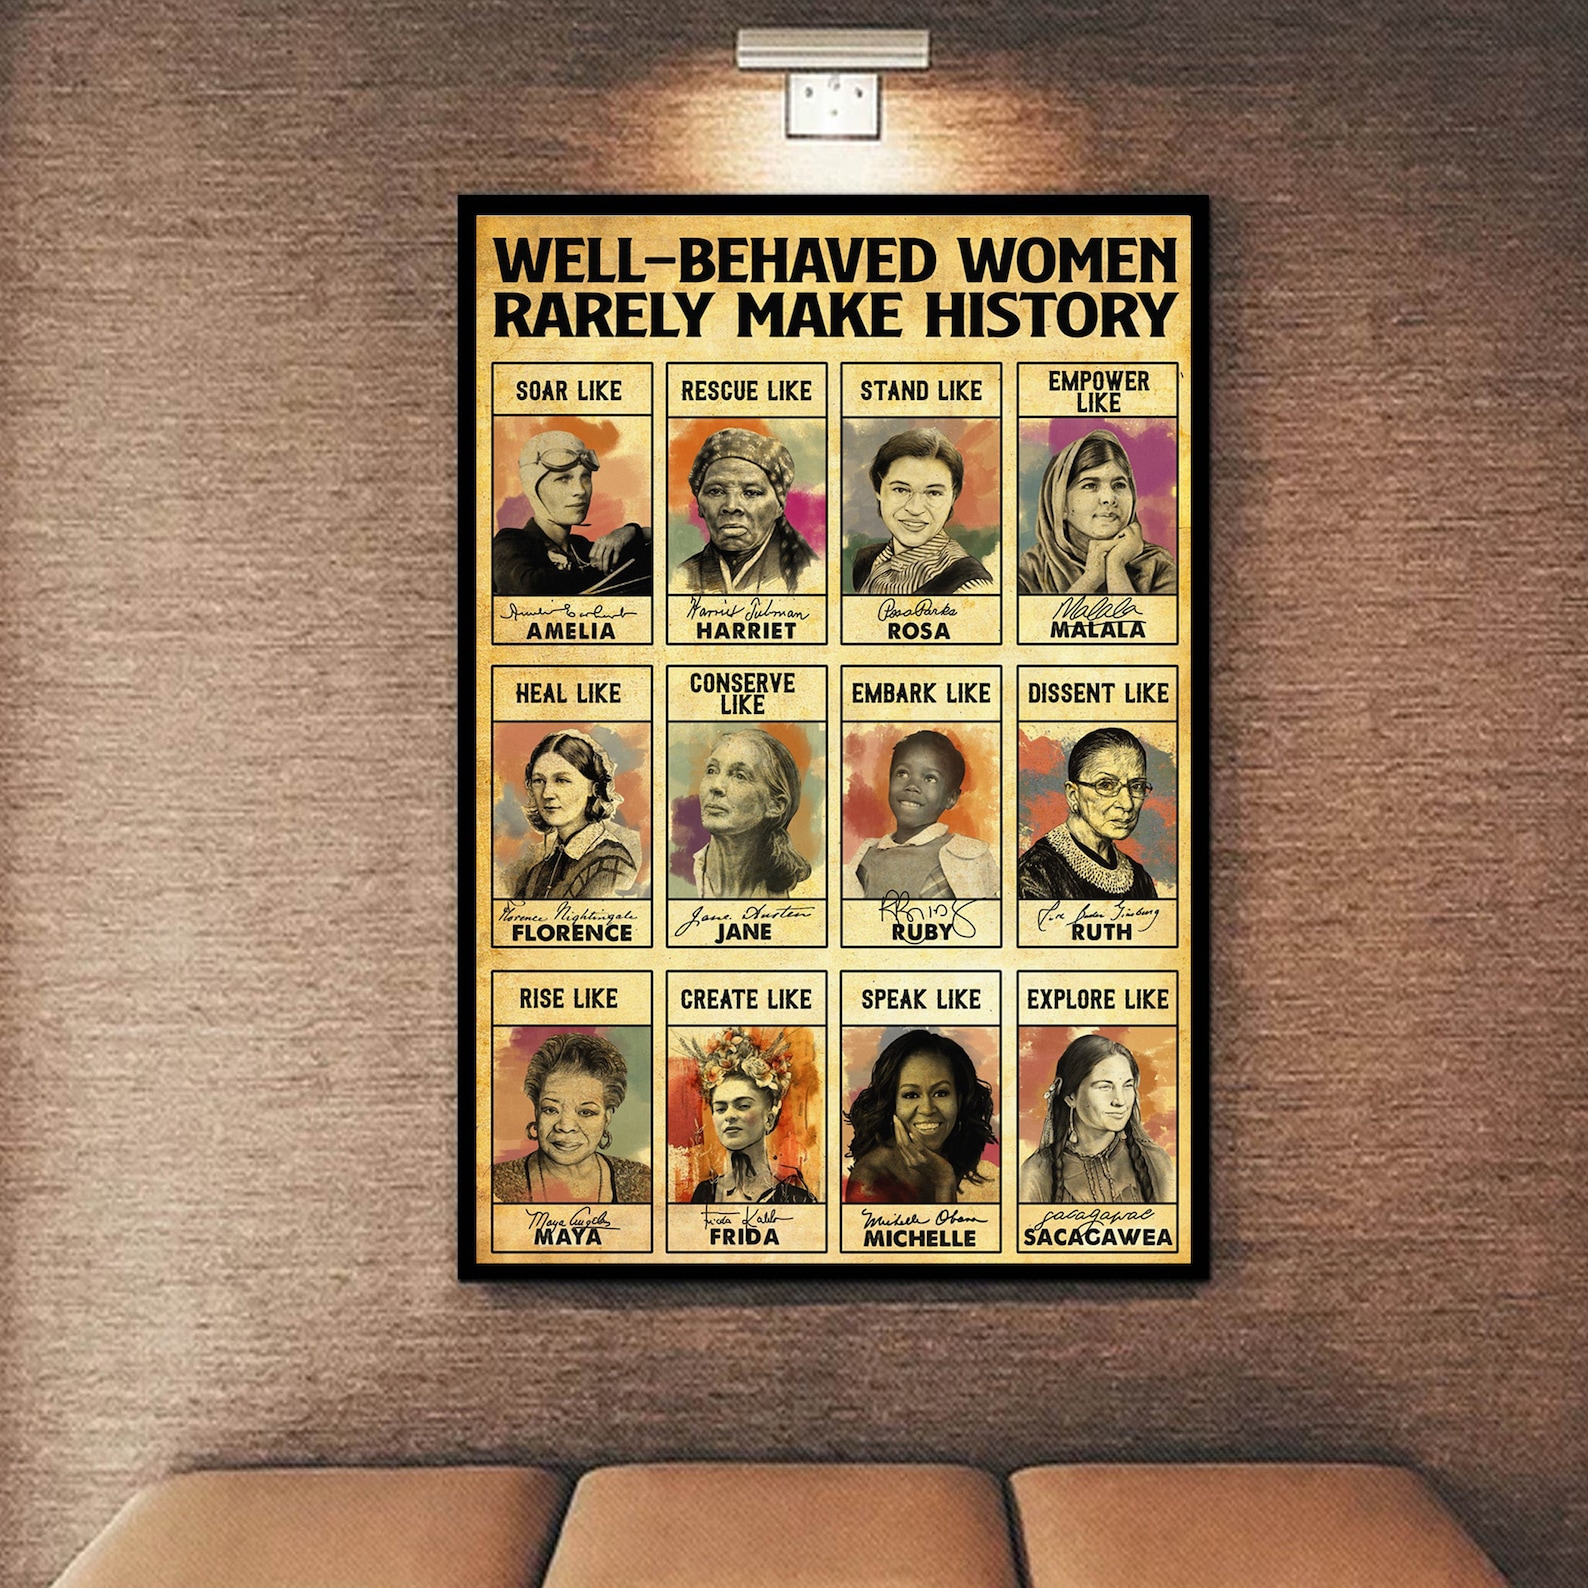 WELL-BEHAVED WOMEN
RARELY MAKE HISTORY
SOAR LIKE
Amelia Earhart
AMELIA
RESCUE LIKE
Harriet Tubman
HARRIET
STAND LIKE
Rosa Parks
ROSA
EMPOWER
LIKE
Malala
MALALA
HEAL LIKE
Florence Nightingale
FLORENCE
CONSERVE
LIKE
Jane Austen
JANE
EMBARK LIKE
RUBY
DISSENT LIKE
Ruth Bader Ginsburg
RUTH
RISE LIKE
Maya Angelou
MAYA
CREATE LIKE
Frida Kahlo
FRIDA
SPEAK LIKE
Michelle Obama
MICHELLE
EXPLORE LIKE
sacagawea
SACAGAWEA